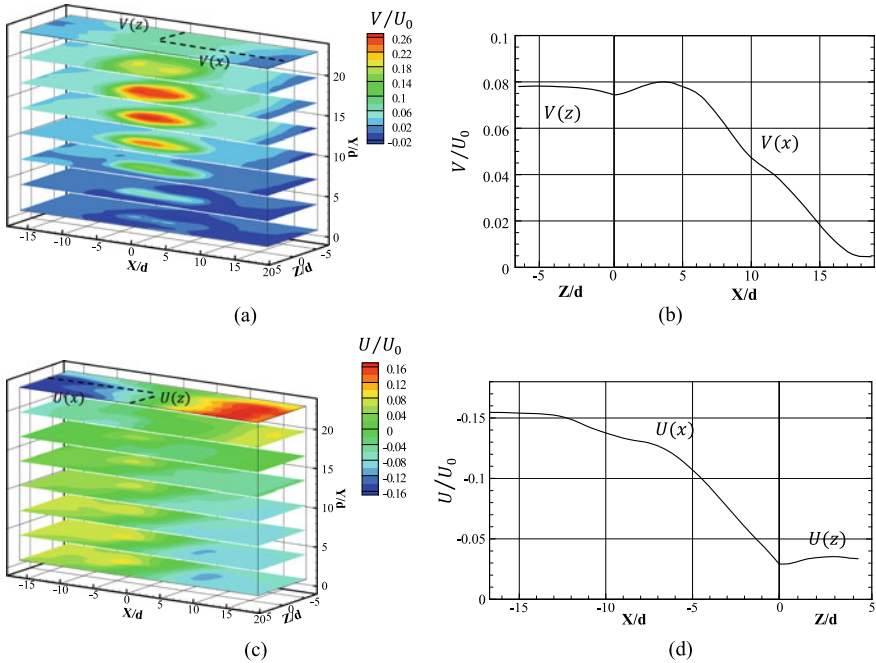 V/U₀
V(z)
V(x)
0.26
0.22
0.18
0.14
0.1
0.06
0.02
-0.02
20
15
10
5
0
Y/d
-15
-10
-5
0
5
10
15
20
X/d
5
0
-5
Z/d
(a)
0.1
0.08
0.06
0.04
0.02
0
V/U₀
V(z)
V(x)
-5
0
5
10
15
Z/d
X/d
(b)
U/U₀
U(x)
U(z)
0.16
0.12
0.08
0.04
0
-0.04
-0.08
-0.12
-0.16
20
15
10
5
0
Y/d
-15
-10
-5
0
5
10
15
20
X/d
5
0
-5
Z/d
(c)
-0.15
-0.1
-0.05
0
U/U₀
U(x)
U(z)
-15
-10
-5
0
5
X/d
Z/d
(d)